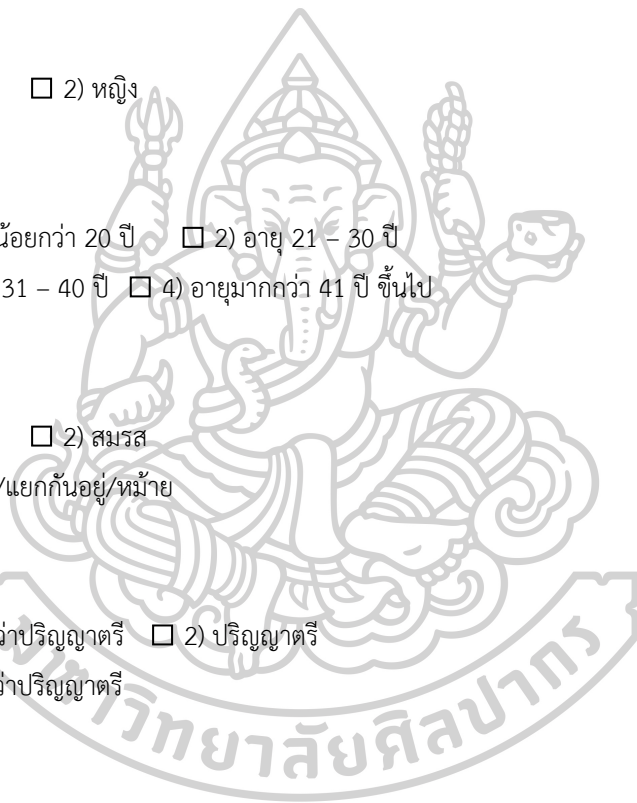 ☐ 2) หญิง
น้อยกว่า 20 ปี ☐ 2) อายุ 21 – 30 ปี
31 – 40 ปี ☐ 4) อายุมากกว่า 41 ปี ขึ้นไป
☐ 2) สมรส
/แยกกันอยู่/หม้าย
ว่าปริญญาตรี ☐ 2) ปริญญาตรี
ว่าปริญญาตรี
มหาวิทยาลัยศิลปากร